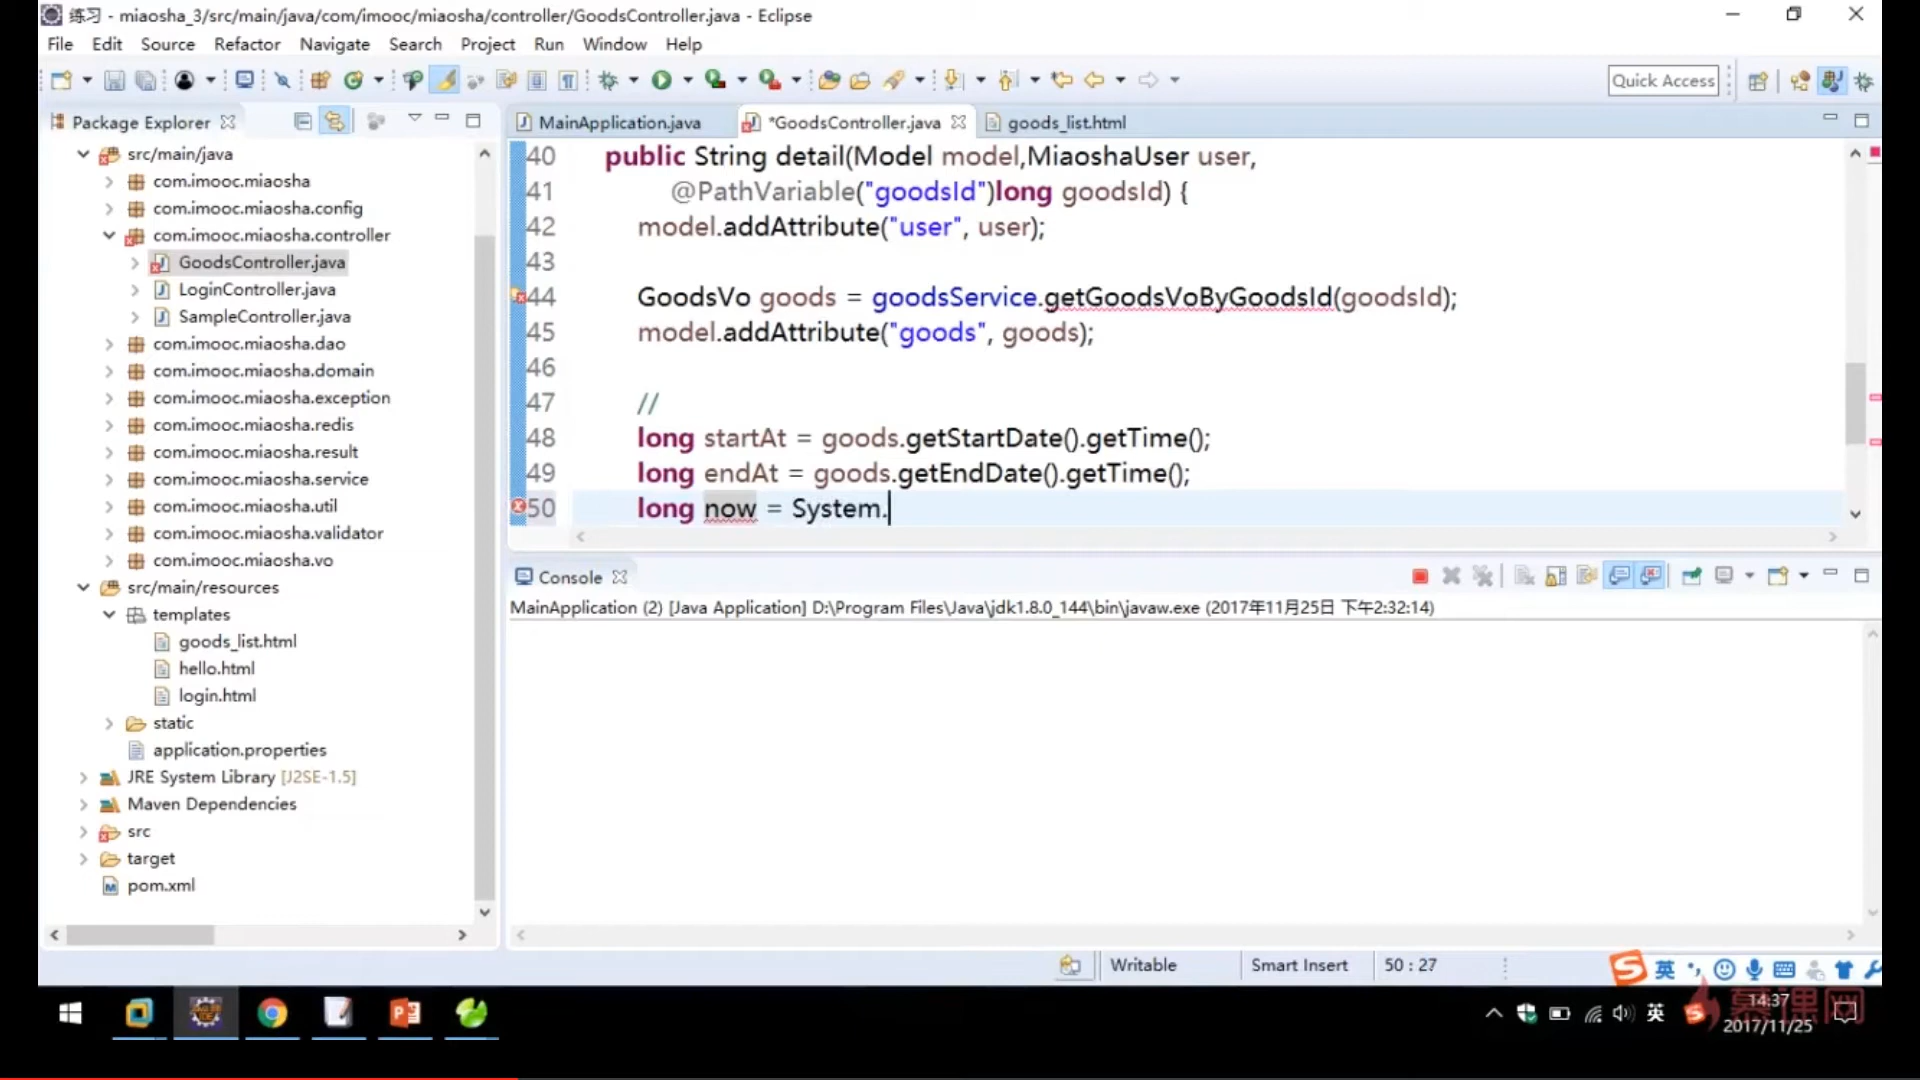 练习 - miaosha_3/src/main/java/com/imooc/miaosha/controller/GoodsController.java - Eclipse
File Edit Source Refactor Navigate Search Project Run Window Help
Quick Access
Package Explorer
src/main/java
com.imooc.miaosha
com.imooc.miaosha.config
com.imooc.miaosha.controller
GoodsController.java
LoginController.java
SampleController.java
com.imooc.miaosha.dao
com.imooc.miaosha.domain
com.imooc.miaosha.exception
com.imooc.miaosha.redis
com.imooc.miaosha.result
com.imooc.miaosha.service
com.imooc.miaosha.util
com.imooc.miaosha.validator
com.imooc.miaosha.vo
src/main/resources
templates
goods_list.html
hello.html
login.html
static
application.properties
JRE System Library [J2SE-1.5]
Maven Dependencies
src
target
pom.xml
MainApplication.java *GoodsController.java goods_list.html
40 public String detail(Model model,MiaoshaUser user,
41 @PathVariable("goodsId")long goodsId) {
42 model.addAttribute("user", user);
43
44 GoodsVo goods = goodsService.getGoodsVoByGoodsId(goodsId);
45 model.addAttribute("goods", goods);
46
47 //
48 long startAt = goods.getStartDate().getTime();
49 long endAt = goods.getEndDate().getTime();
50 long now = System.
Console
MainApplication (2) [Java Application] D:\Program Files\Java\jdk1.8.0_144\bin\javaw.exe (2017年11月25日 下午2:32:14)
Writable Smart Insert 50 : 27
英
英
14:37
2017/11/25
慕课网